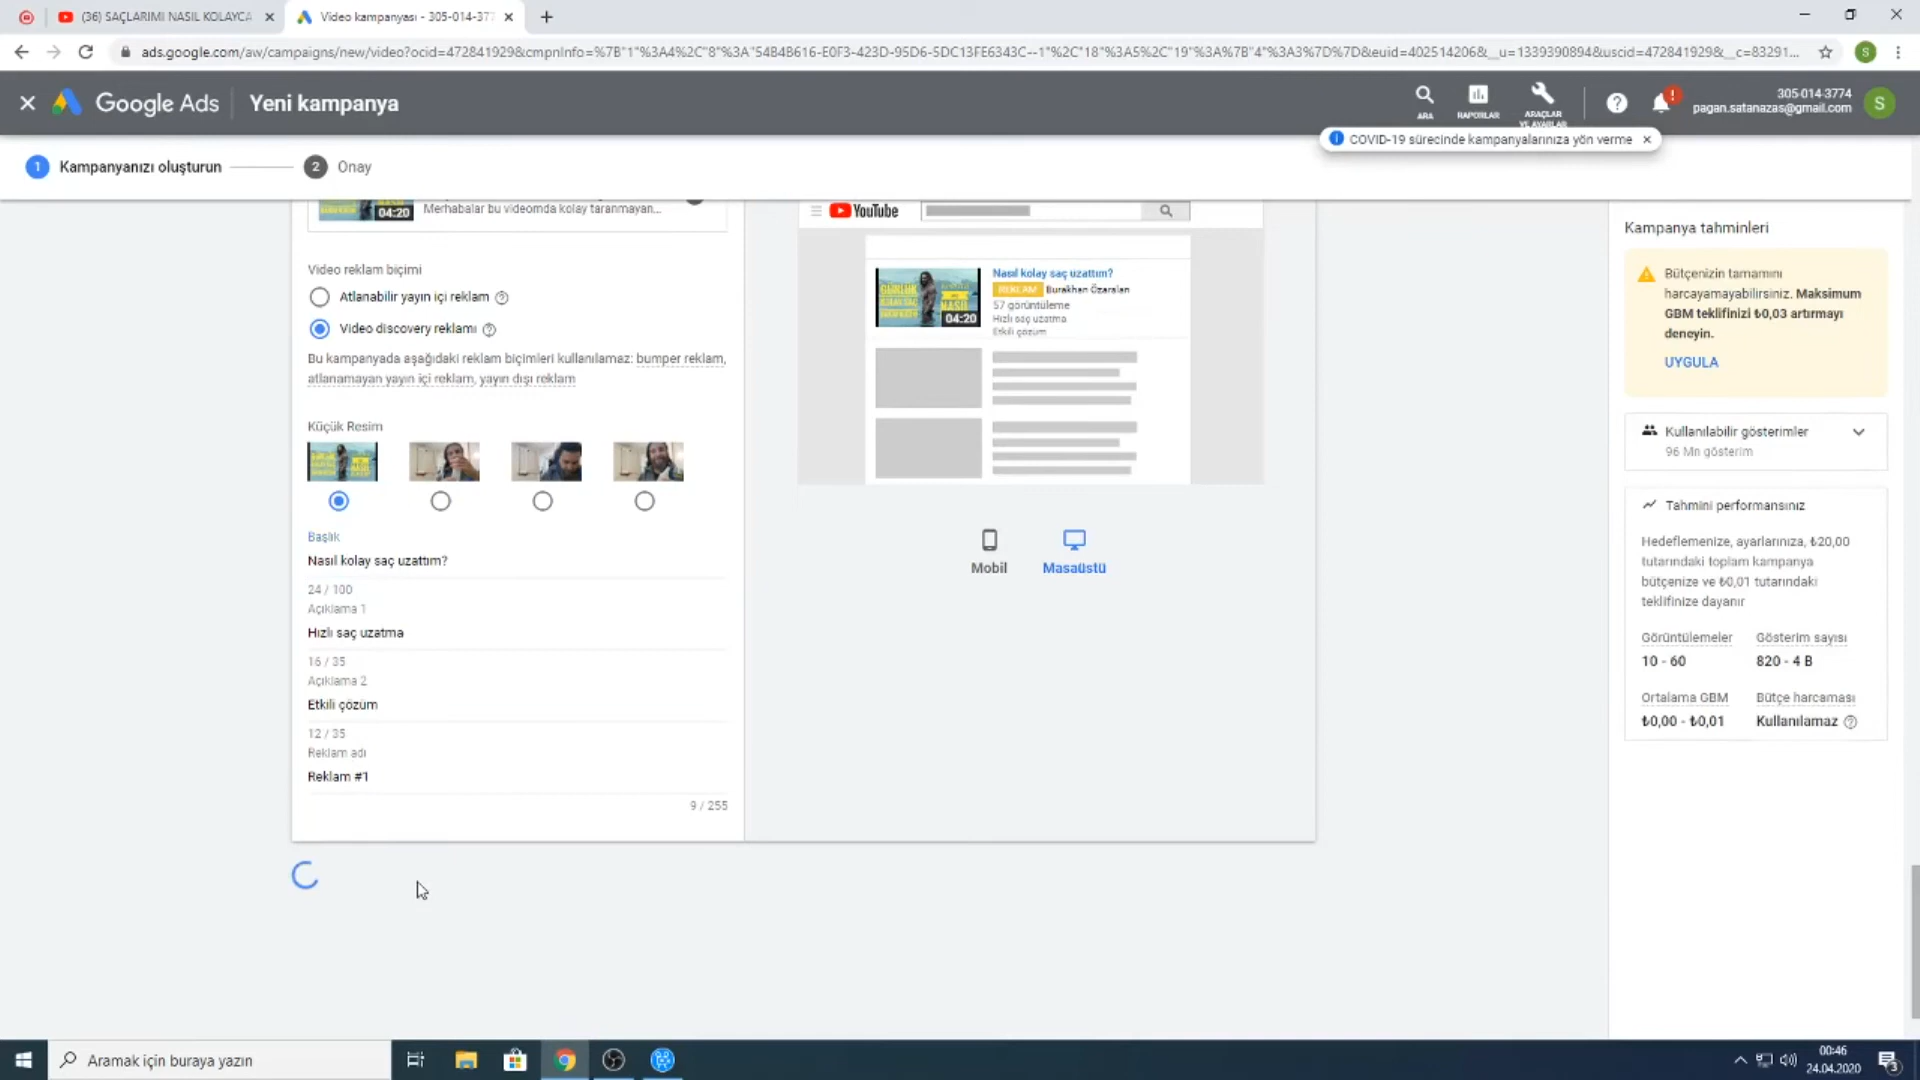 (36) SAÇLARIMI NASIL KOLAYCA
Video kampanyası - 305-014-377
ads.google.com/aw/campaigns/new/video?ocid=472841929&cmpnInfo=%7B"1"%3A4%2C"8"%3A"54B4B616-E0F3-423D-95D6-5DC13FE6343C--1"%2C"18"%3A5%2C"19"%3A%7B"4"%3A3%7D%7D&euid=402514206&__u=1339390894&uscid=472841929&__c=83291...
S
Google Ads
Yeni kampanya
ARA
RAPORLAR
ARAÇLAR
VE AYARLAR
305-014-3774
pagan.satanazas@gmail.com
S
COVID-19 sürecinde kampanyalarınıza yön verme
1 Kampanyanızı oluşturun
2 Onay
04:20
Merhabalar bu videomda kolay taranmayan...
Video reklam biçimi
Atlanabilir yayın içi reklam
Video discovery reklamı
Bu kampanyada aşağıdaki reklam biçimleri kullanılamaz: bumper reklam,
atlanamayan yayın içi reklam, yayın dışı reklam
Küçük Resim
Başlık
Nasıl kolay saç uzattım?
24 / 100
Açıklama 1
Hızlı saç uzatma
16 / 35
Açıklama 2
Etkili çözüm
12 / 35
Reklam adı
Reklam #1
9 / 255
YouTube
Nasıl kolay saç uzattım?
REKLAM Burakhan Özarslan
57 görüntüleme
Hızlı saç uzatma
Etkili çözüm
04:20
Mobil
Masaüstü
Kampanya tahminleri
Bütçenizin tamamını
harcayamayabilirsiniz. Maksimum
GBM teklifinizi ₺0,03 artırmayı
deneyin.
UYGULA
Kullanılabilir gösterimler
96 Mn gösterim
Tahmini performansınız
Hedeflemenize, ayarlarınıza, ₺20,00
tutarındaki toplam kampanya
bütçenize ve ₺0,01 tutarındaki
teklifinize dayanır
Görüntülemeler
Gösterim sayısı
10 - 60
820 - 4 B
Ortalama GBM
Bütçe harcaması
₺0,00 - ₺0,01
Kullanılamaz
Aramak için buraya yazın
00:46
24.04.2020
3